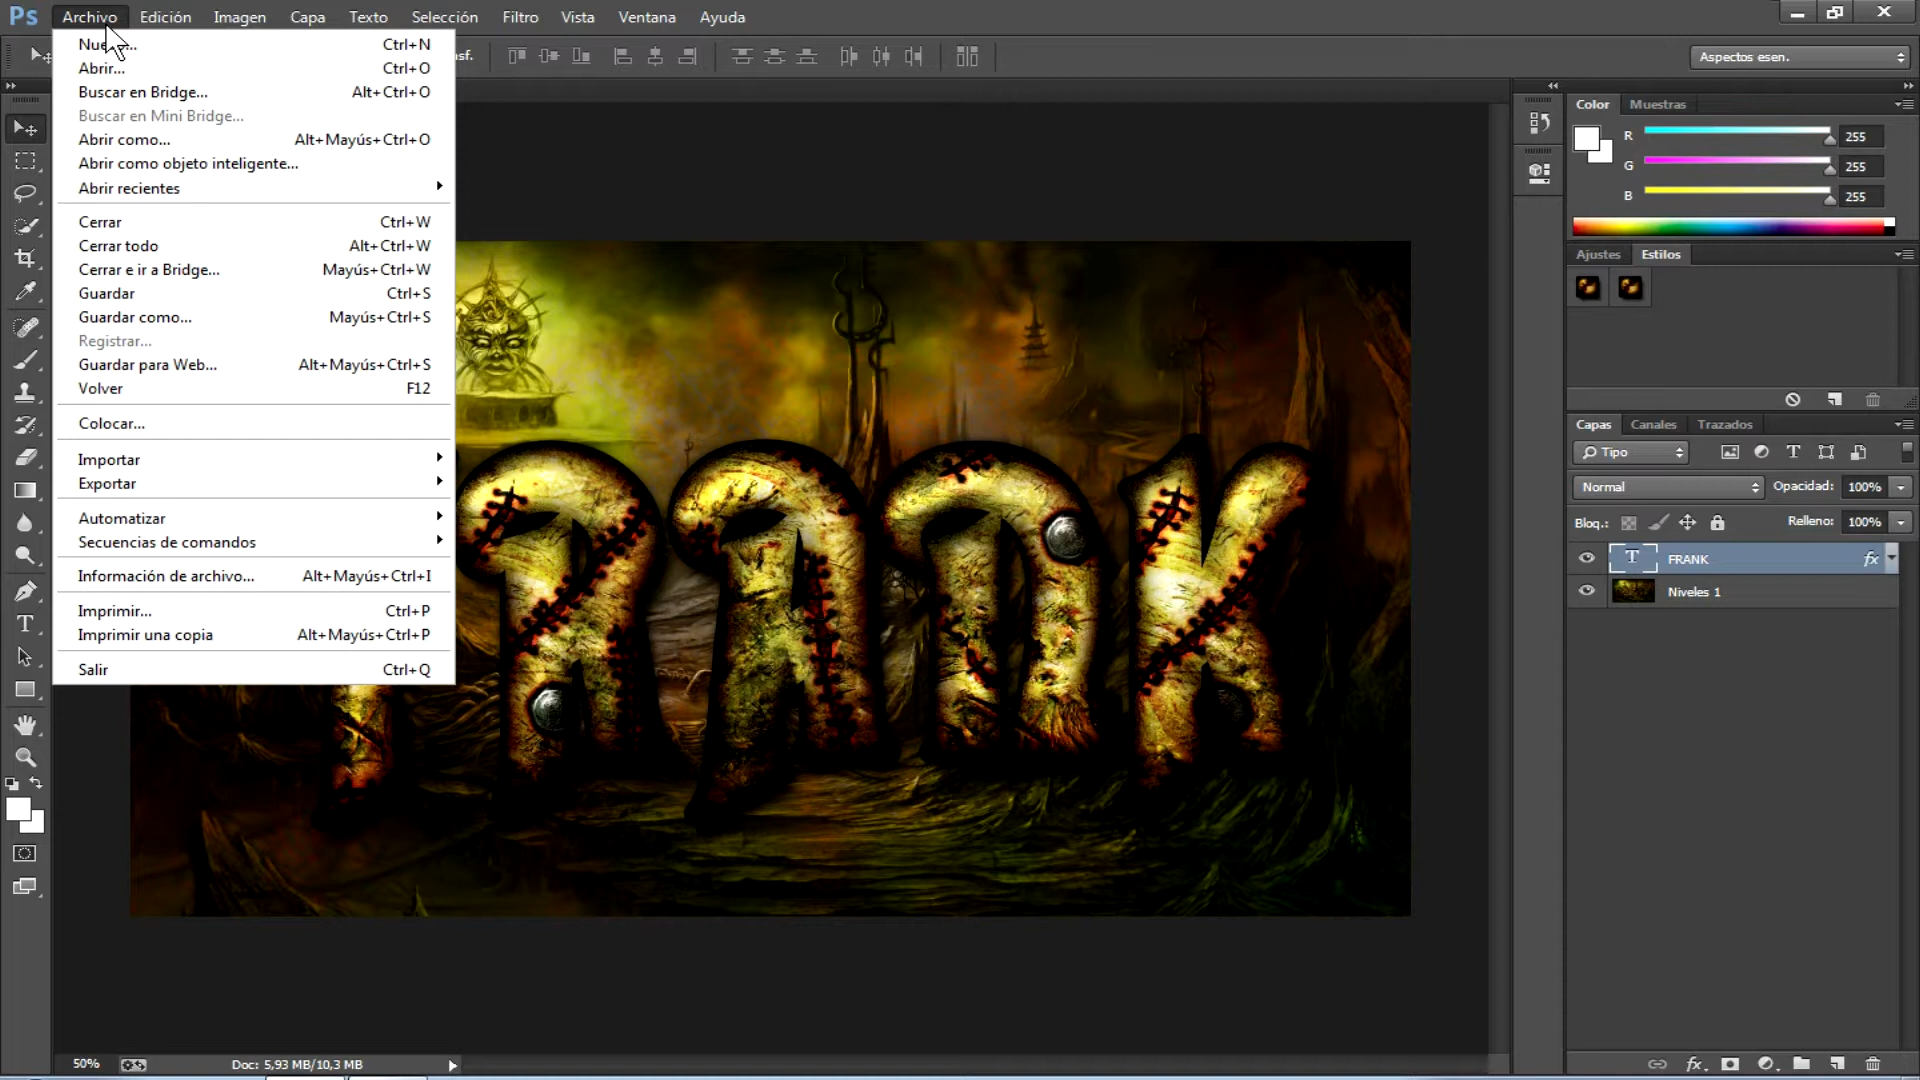 Ps Archivo Edición Imagen Capa Texto Selección Filtro Vista Ventana Ayuda
sf. Aspectos esen.
Ctrl+N
Abrir... Ctrl+O
Buscar en Bridge... Alt+Ctrl+O
Buscar en Mini Bridge...
Abrir como... Alt+Mayús+Ctrl+O
Abrir como objeto inteligente...
Abrir recientes
Cerrar Ctrl+W
Cerrar todo Alt+Ctrl+W
Cerrar e ir a Bridge... Mayús+Ctrl+W
Guardar Ctrl+S
Guardar como... Mayús+Ctrl+S
Registrar...
Guardar para Web... Alt+Mayús+Ctrl+S
Volver F12
Colocar...
Importar
Exportar
Automatizar
Secuencias de comandos
Información de archivo... Alt+Mayús+Ctrl+I
Imprimir... Ctrl+P
Imprimir una copia Alt+Mayús+Ctrl+P
Salir Ctrl+Q
RANK
Color Muestras
R 255
G 255
B 255
Ajustes Estilos
Capas Canales Trazados
Tipo
Normal Opacidad: 100%
Bloq.: Relleno: 100%
FRANK fx
Niveles 1
50% Doc: 5,93 MB/10,3 MB